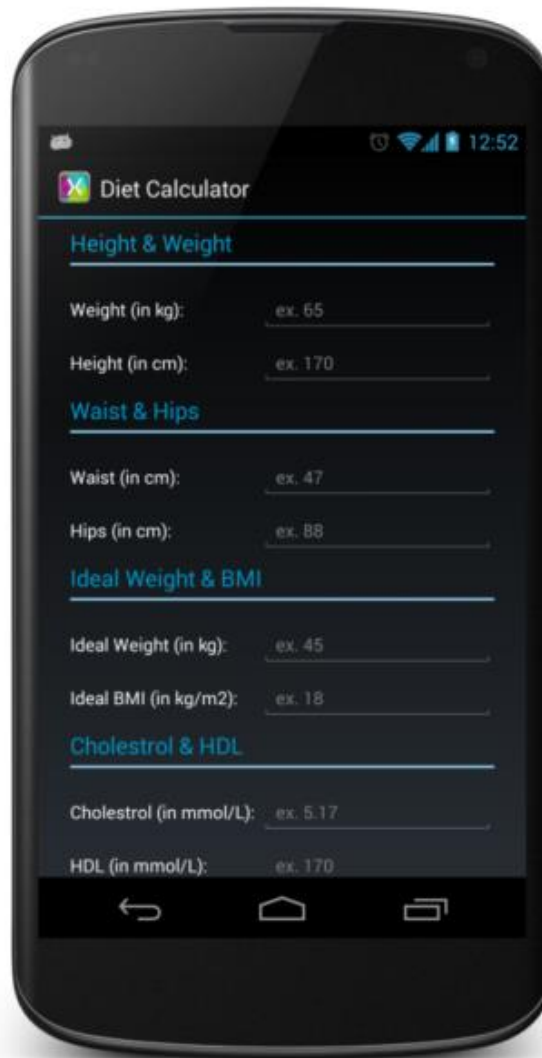 12:52
Diet Calculator
Height & Weight
Weight (in kg): ex. 65
Height (in cm): ex. 170
Waist & Hips
Waist (in cm): ex. 47
Hips (in cm): ex. 88
Ideal Weight & BMI
Ideal Weight (in kg): ex. 45
Ideal BMI (in kg/m2): ex. 18
Cholestrol & HDL
Cholestrol (in mmol/L): ex. 5.17
HDL (in mmol/L): ex. 170